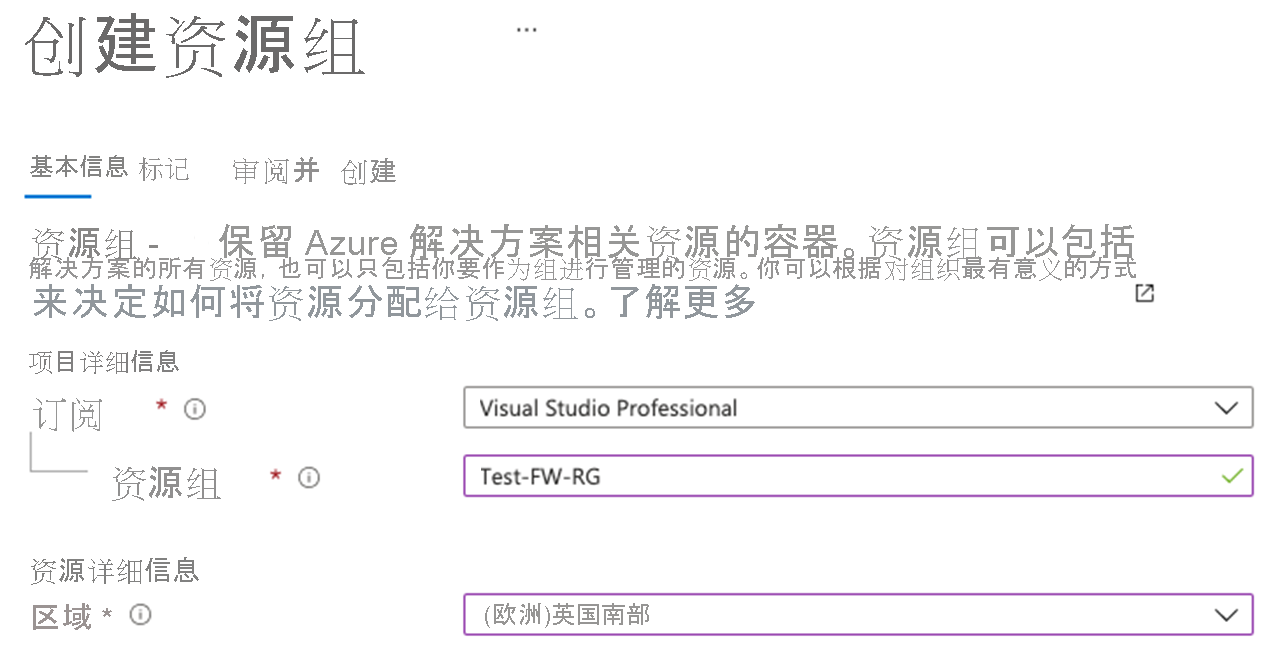 创建资源组
...
基本信息 标记 审阅并 创建
资源组 - 保留 Azure 解决方案相关资源的容器。资源组可以包括
解决方案的所有资源, 也可以只包括你要作为组进行管理的资源。你可以根据对组织最有意义的方式
来决定如何将资源分配给资源组。了解更多
项目详细信息
订阅 * Visual Studio Professional
资源组 * Test-FW-RG
资源详细信息
区域 * (欧洲)英国南部